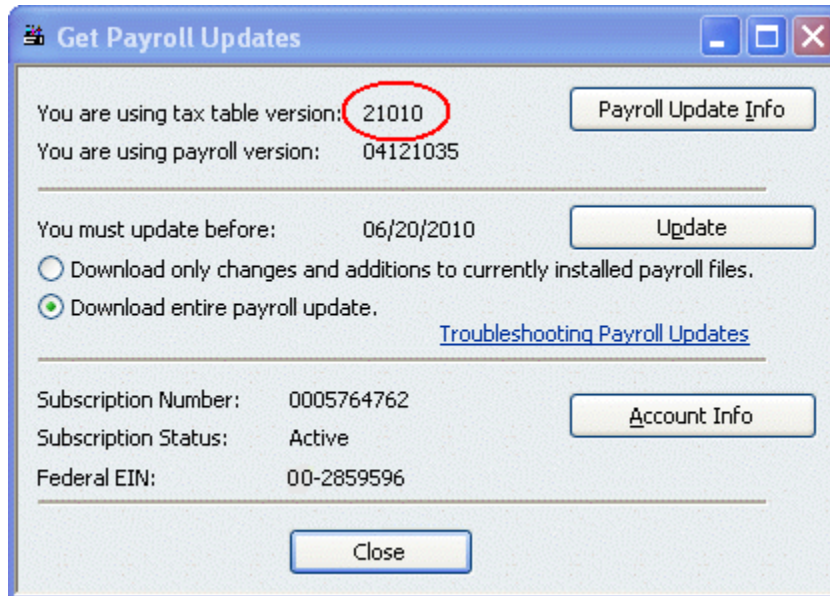 Get Payroll Updates
You are using tax table version: 21010
Payroll Update Info
You are using payroll version: 04121035
You must update before: 06/20/2010
Update
Download only changes and additions to currently installed payroll files.
Download entire payroll update.
Troubleshooting Payroll Updates
Subscription Number: 0005764762
Account Info
Subscription Status: Active
Federal EIN: 00-2859596
Close